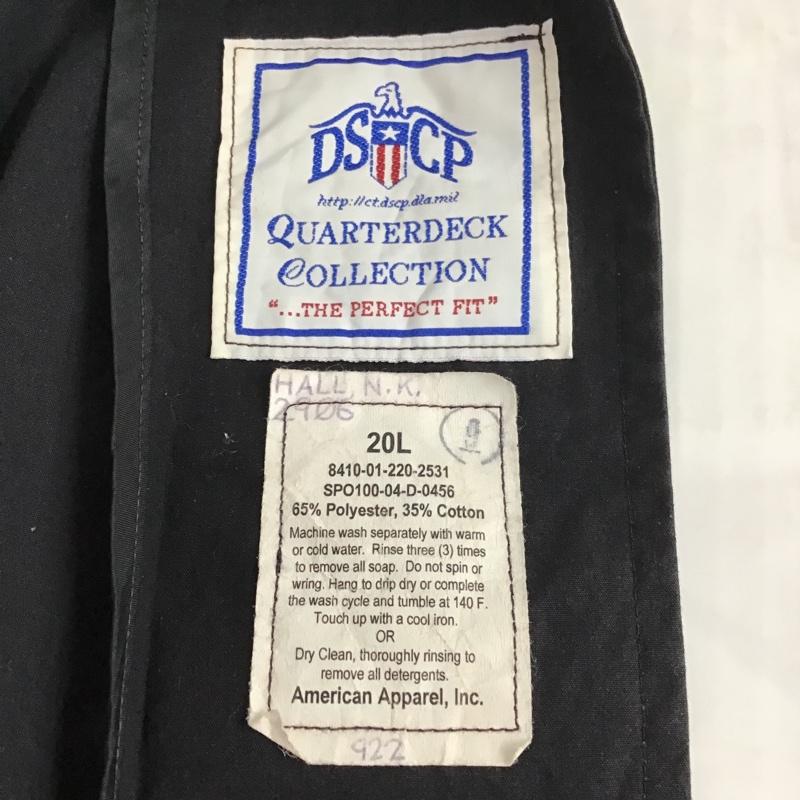 DSCP
http://ct.dscp.dla.mil
QUARTERDECK
COLLECTION
"...THE PERFECT FIT"
HALL, N.K.
2906
20L
8410-01-220-2531
SPO100-04-D-0456
65% Polyester, 35% Cotton
Machine wash separately with warm
or cold water. Rinse three (3) times
to remove all soap. Do not spin or
wring. Hang to drip dry or complete
the wash cycle and tumble at 140 F.
Touch up with a cool iron.
OR
Dry Clean, thoroughly rinsing to
remove all detergents.
American Apparel, Inc.
922